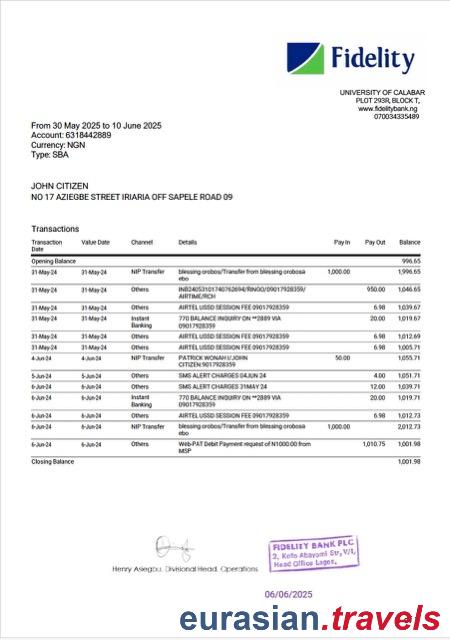 Fidelity
UNIVERSITY OF CALABAR
PLOT 293R, BLOCK T,
www.fidelitybank.ng
070034335489
From 30 May 2025 to 10 June 2025
Account: 6318442889
Currency: NGN
Type: SBA
JOHN CITIZEN
NO 17 AZIEGBE STREET IRIARIA OFF SAPELE ROAD 09
Transactions
Transaction Date Value Date Channel Details Pay In Pay Out Balance
Opening Balance 996.65
31-May-24 31-May-24 NIP Transfer blessing orobos/Transfer from blessing orobosa 1,000.00 1,996.65
ebo
31-May-24 31-May-24 Others INB24053101740762694/RINGO/09017928359/ 950.00 1,046.65
AIRTIME/RCH
31-May-24 31-May-24 Others AIRTEL USSD SESSION FEE 09017928359 6.98 1,039.67
31-May-24 31-May-24 Instant Banking 770 BALANCE INQUIRY ON **2889 VIA 20.00 1,019.67
09017928359
31-May-24 31-May-24 Others AIRTEL USSD SESSION FEE 09017928359 6.98 1,012.69
31-May-24 31-May-24 Others AIRTEL USSD SESSION FEE 09017928359 6.98 1,005.71
4-Jun-24 4-Jun-24 NIP Transfer PATRICK WONAH I/JOHN 50.00 1,055.71
CITIZEN:9017928359
5-Jun-24 5-Jun-24 Others SMS ALERT CHARGES 04JUN 24 4.00 1,051.71
6-Jun-24 6-Jun-24 Others SMS ALERT CHARGES 31MAY 24 12.00 1,039.71
6-Jun-24 6-Jun-24 Instant Banking 770 BALANCE INQUIRY ON **2889 VIA 20.00 1,019.71
09017928359
6-Jun-24 6-Jun-24 Others AIRTEL USSD SESSION FEE 09017928359 6.98 1,012.73
6-Jun-24 6-Jun-24 NIP Transfer blessing orobos/Transfer from blessing orobosa 1,000.00 2,012.73
ebo
6-Jun-24 6-Jun-24 Others Web-PAT Debit Payment request of N1000.00 from 1,010.75 1,001.98
MSP
Closing Balance 1,001.98
Henry Asiegbu, Divisional Head, Operations
FIDELITY BANK PLC
2, Kofo Abayomi Str, V/I,
Head Office Lagos,
06/06/2025
eurasian.travels